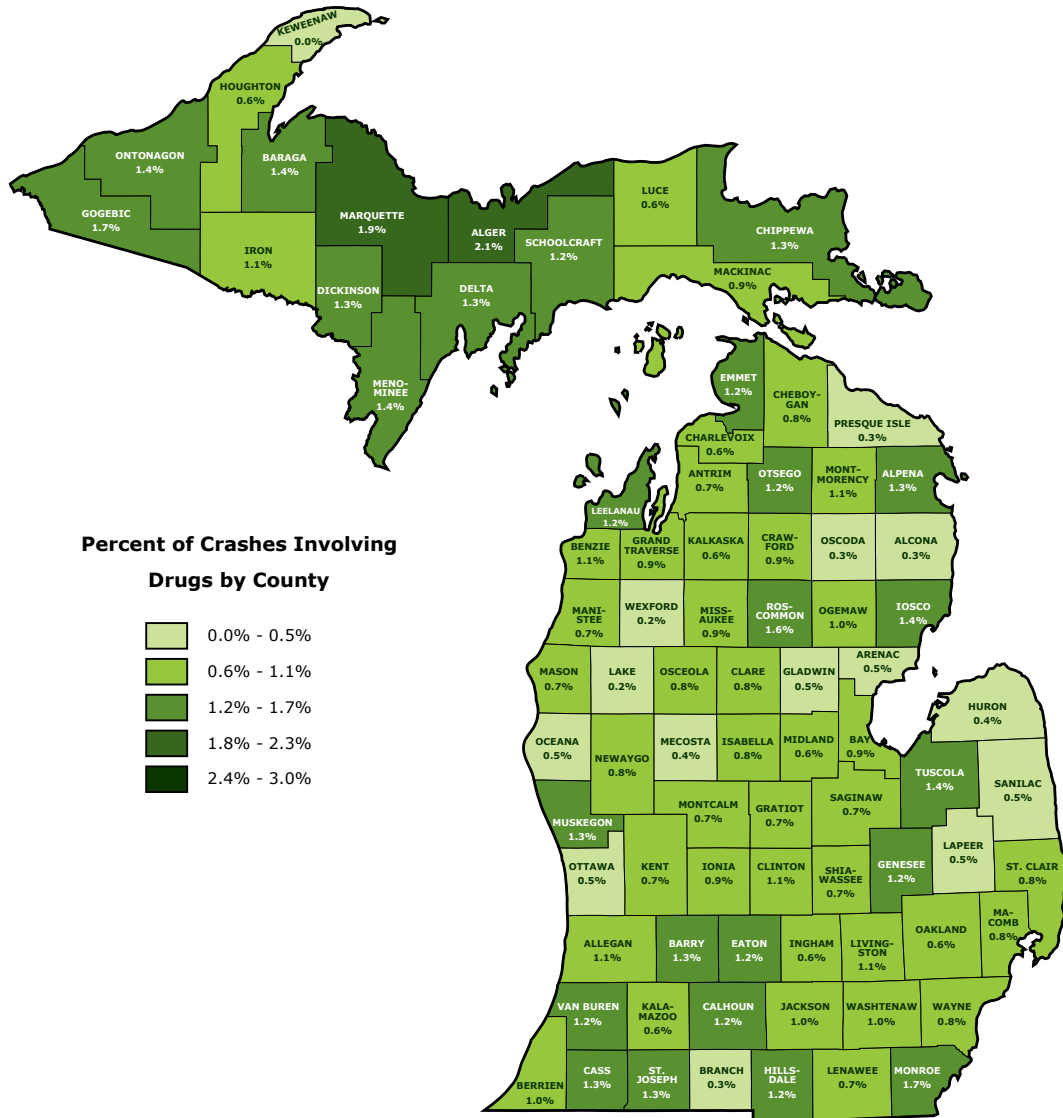 KEWEENAW
0.0%
HOUGHTON
0.6%
ONTONAGON
1.4%
BARAGA
1.4%
GOGEBIC
1.7%
MARQUETTE
1.9%
ALGER
2.1%
LUCE
0.6%
CHIPPEWA
1.3%
SCHOOLCRAFT
1.2%
IRON
1.1%
MACKINAC
0.9%
DICKINSON
1.3%
DELTA
1.3%
MENO-
MINEE
1.4%
EMMET
1.2%
CHEBOY-
GAN
0.8%
PRESQUE ISLE
0.3%
CHARLEVOIX
0.6%
ANTRIM
0.7%
OTSEGO
1.2%
MONT-
MORENCY
1.1%
ALPENA
1.3%
LEELANAU
1.2%
BENZIE
1.1%
GRAND
TRAVERSE
0.9%
KALKASKA
0.6%
CRAW-
FORD
0.9%
OSCODA
0.3%
ALCONA
0.3%
Percent of Crashes Involving
Drugs by County
0.0% - 0.5%
0.6% - 1.1%
1.2% - 1.7%
1.8% - 2.3%
2.4% - 3.0%
MANI-
STEE
0.7%
WEXFORD
0.2%
MISS-
AUKEE
0.9%
ROS-
COMMON
1.6%
OGEMAW
1.0%
IOSCO
1.4%
MASON
0.7%
LAKE
0.2%
OSCEOLA
0.8%
CLARE
0.8%
GLADWIN
0.5%
ARENAC
0.5%
HURON
0.4%
OCEANA
0.5%
NEWAYGO
0.8%
MECOSTA
0.4%
ISABELLA
0.8%
MIDLAND
0.6%
BAY
0.9%
TUSCOLA
1.4%
SANILAC
0.5%
MUSKEGON
1.3%
MONTCALM
0.7%
GRATIOT
0.7%
SAGINAW
0.7%
OTTAWA
0.5%
KENT
0.7%
IONIA
0.9%
CLINTON
1.1%
SHIA-
WASSEE
0.7%
GENESEE
1.2%
LAPEER
0.5%
ST. CLAIR
0.8%
ALLEGAN
1.1%
BARRY
1.3%
EATON
1.2%
INGHAM
0.6%
LIVING-
STON
1.1%
OAKLAND
0.6%
MA-
COMB
0.8%
VAN BUREN
1.2%
KALA-
MAZOO
0.6%
CALHOUN
1.2%
JACKSON
1.0%
WASHTENAW
1.0%
WAYNE
0.8%
BERRIEN
1.0%
CASS
1.3%
ST.
JOSEPH
1.3%
BRANCH
0.3%
HILLS-
DALE
1.2%
LENAWEE
0.7%
MONROE
1.7%